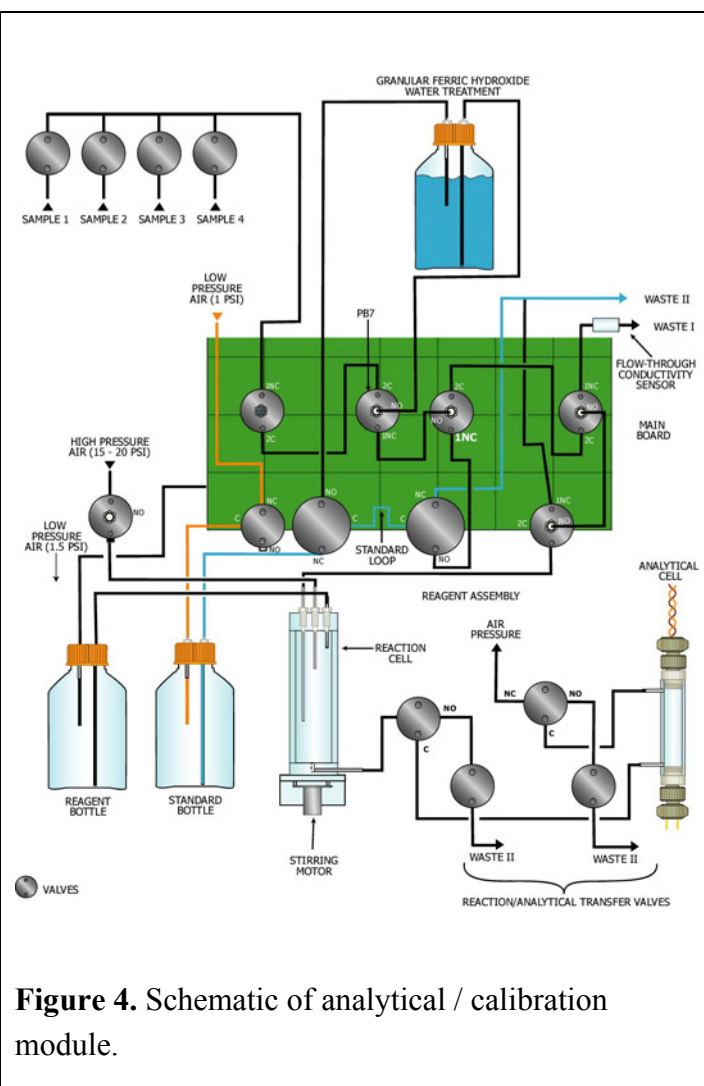 GRANULAR FERRIC HYDROXIDE
WATER TREATMENT
SAMPLE 1
SAMPLE 2
SAMPLE 3
SAMPLE 4
LOW
PRESSURE
AIR (1 PSI)
PB7
WASTE II
WASTE I
FLOW-THROUGH
CONDUCTIVITY
SENSOR
1NC
2C
2C
NO
1NC
2C
NO
1NC
1NC
NO
2C
MAIN
BOARD
HIGH PRESSURE
AIR (15 - 20 PSI)
NO
LOW
PRESSURE
AIR (1.5 PSI)
NC
C
NO
NO
C
NC
STANDARD
LOOP
NC
C
NO
1NC
2C
NO
REAGENT ASSEMBLY
ANALYTICAL
CELL
AIR
PRESSURE
REACTION
CELL
NO
C
NC
NO
C
REAGENT
BOTTLE
STANDARD
BOTTLE
STIRRING
MOTOR
WASTE II
WASTE II
VALVES
REACTION/ANALYTICAL TRANSFER VALVES
Figure 4. Schematic of analytical / calibration
module.